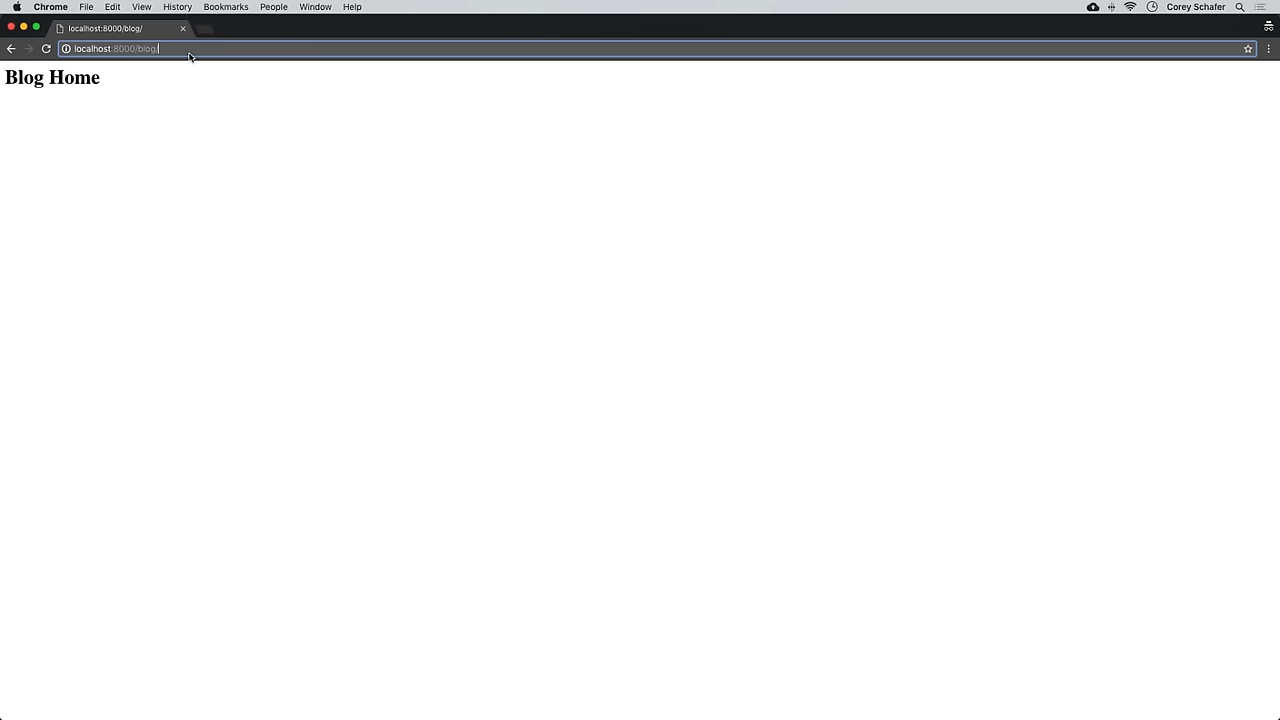 Chrome File Edit View History Bookmarks People Window Help Corey Schafer
localhost:8000/blog/
localhost:8000/blog/
Blog Home